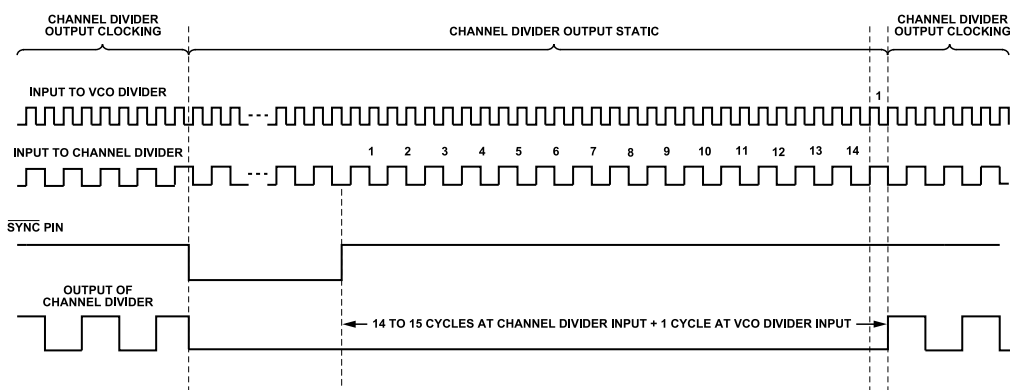 CHANNEL DIVIDER
OUTPUT CLOCKING
CHANNEL DIVIDER OUTPUT STATIC
CHANNEL DIVIDER
OUTPUT CLOCKING
INPUT TO VCO DIVIDER
1
INPUT TO CHANNEL DIVIDER
1 2 3 4 5 6 7 8 9 10 11 12 13 14
SYNC PIN
OUTPUT OF
CHANNEL DIVIDER
14 TO 15 CYCLES AT CHANNEL DIVIDER INPUT + 1 CYCLE AT VCO DIVIDER INPUT